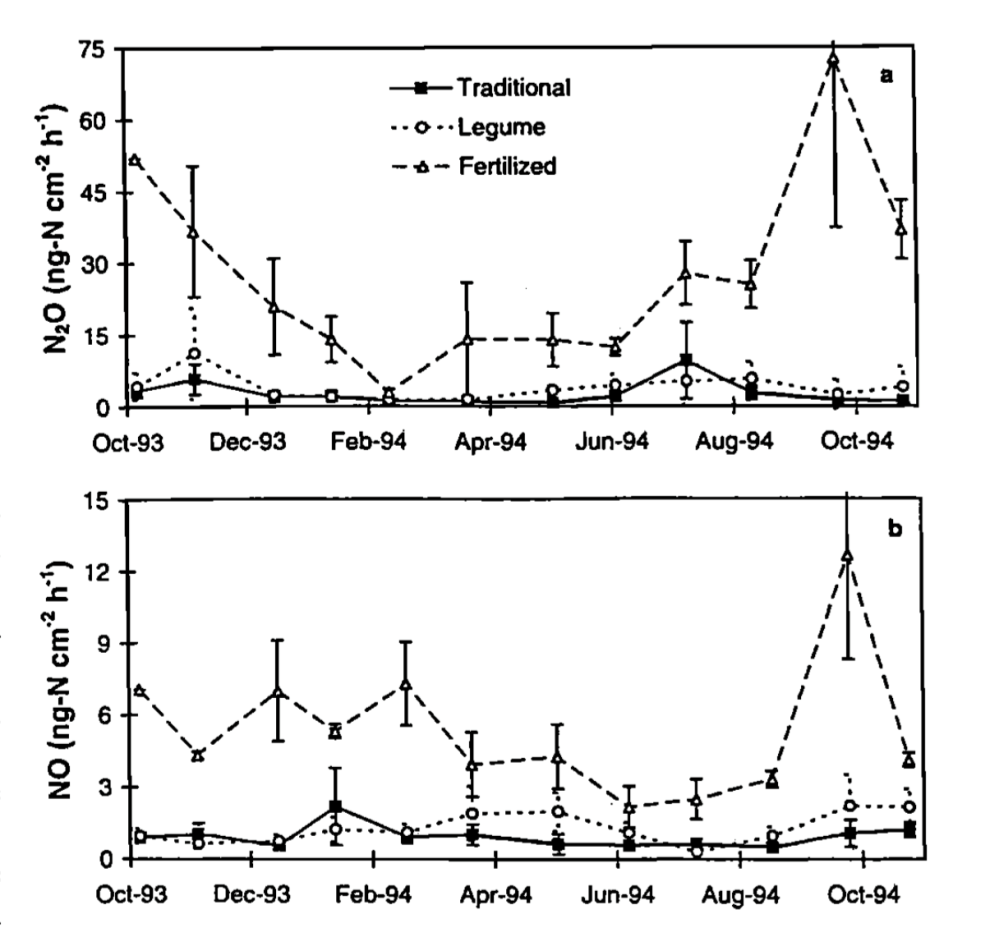 75
60
45
30
15
0
N₂O (ng-N cm⁻² h⁻¹)
a
Traditional
Legume
Fertilized
Oct-93 Dec-93 Feb-94 Apr-94 Jun-94 Aug-94 Oct-94
15
12
9
6
3
0
NO (ng-N cm⁻² h⁻¹)
b
Oct-93 Dec-93 Feb-94 Apr-94 Jun-94 Aug-94 Oct-94